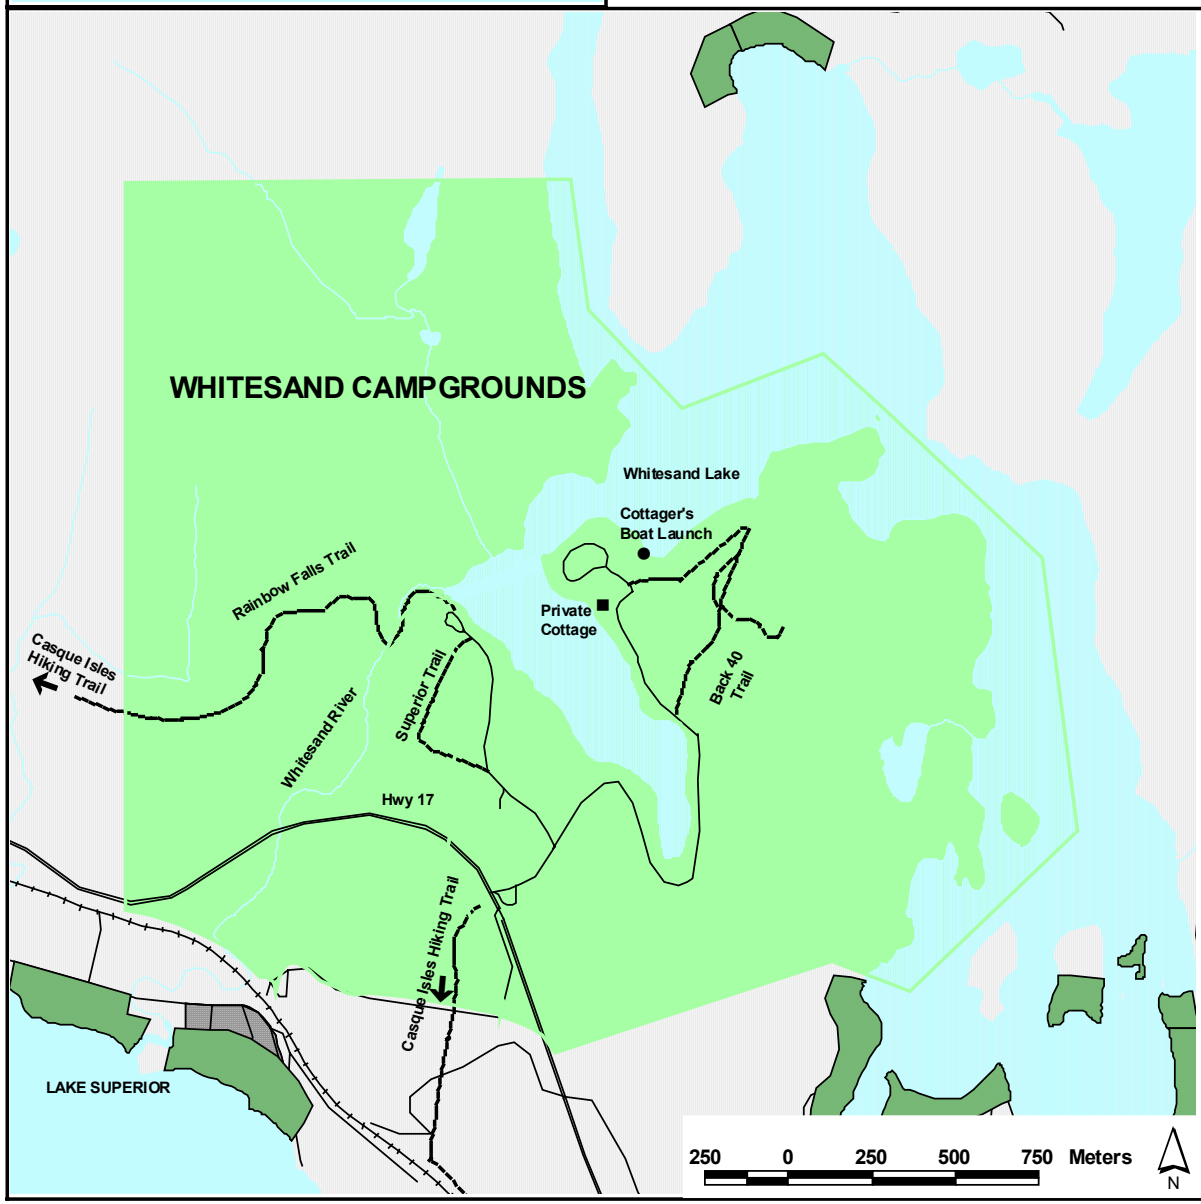 WHITESAND CAMPGROUNDS
Whitesand Lake
Cottager's
Boat Launch
Rainbow Falls Trail
Private
Cottage
Casque Isles
Hiking Trail
Superior Trail
Back 40
Trail
Whitesand River
Hwy 17
Casque Isles Hiking Trail
LAKE SUPERIOR
250 0 250 500 750 Meters
N